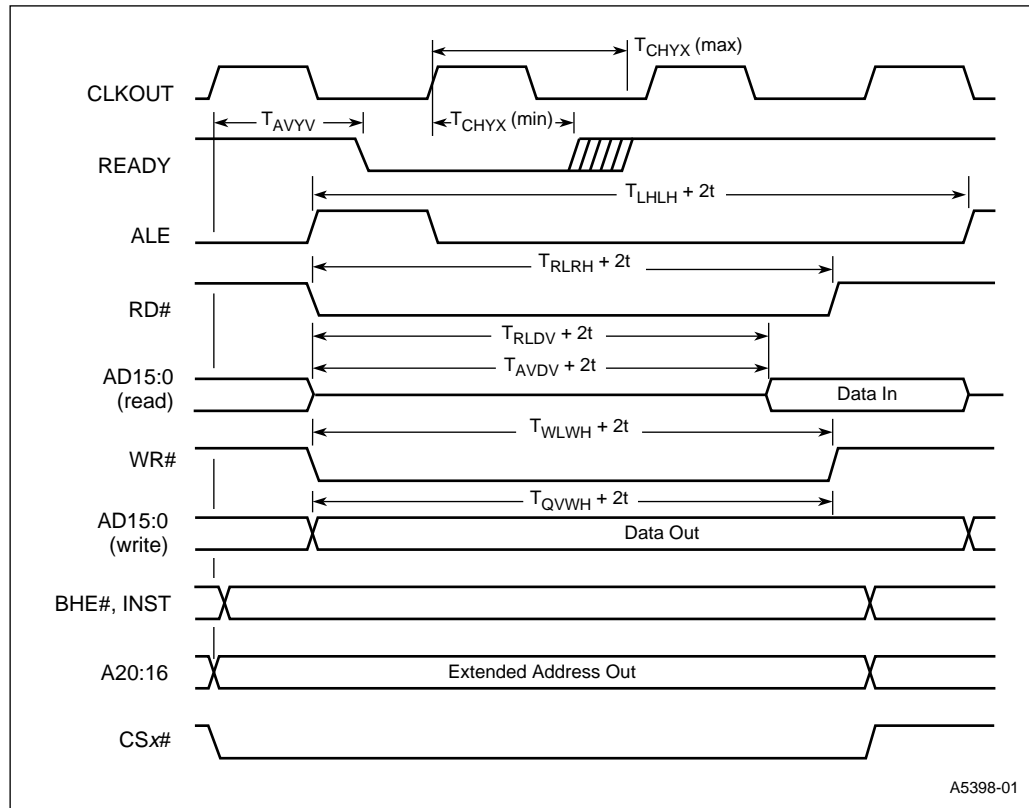 T_CHYX (max)
CLKOUT
T_AVYV
T_CHYX (min)
READY
T_LHLH + 2t
ALE
T_RLRH + 2t
RD#
T_RLDV + 2t
T_AVDV + 2t
AD15:0
(read)
Data In
T_WLWH + 2t
WR#
T_QVWH + 2t
AD15:0
(write)
Data Out
BHE#, INST
A20:16
Extended Address Out
CSx#
A5398-01